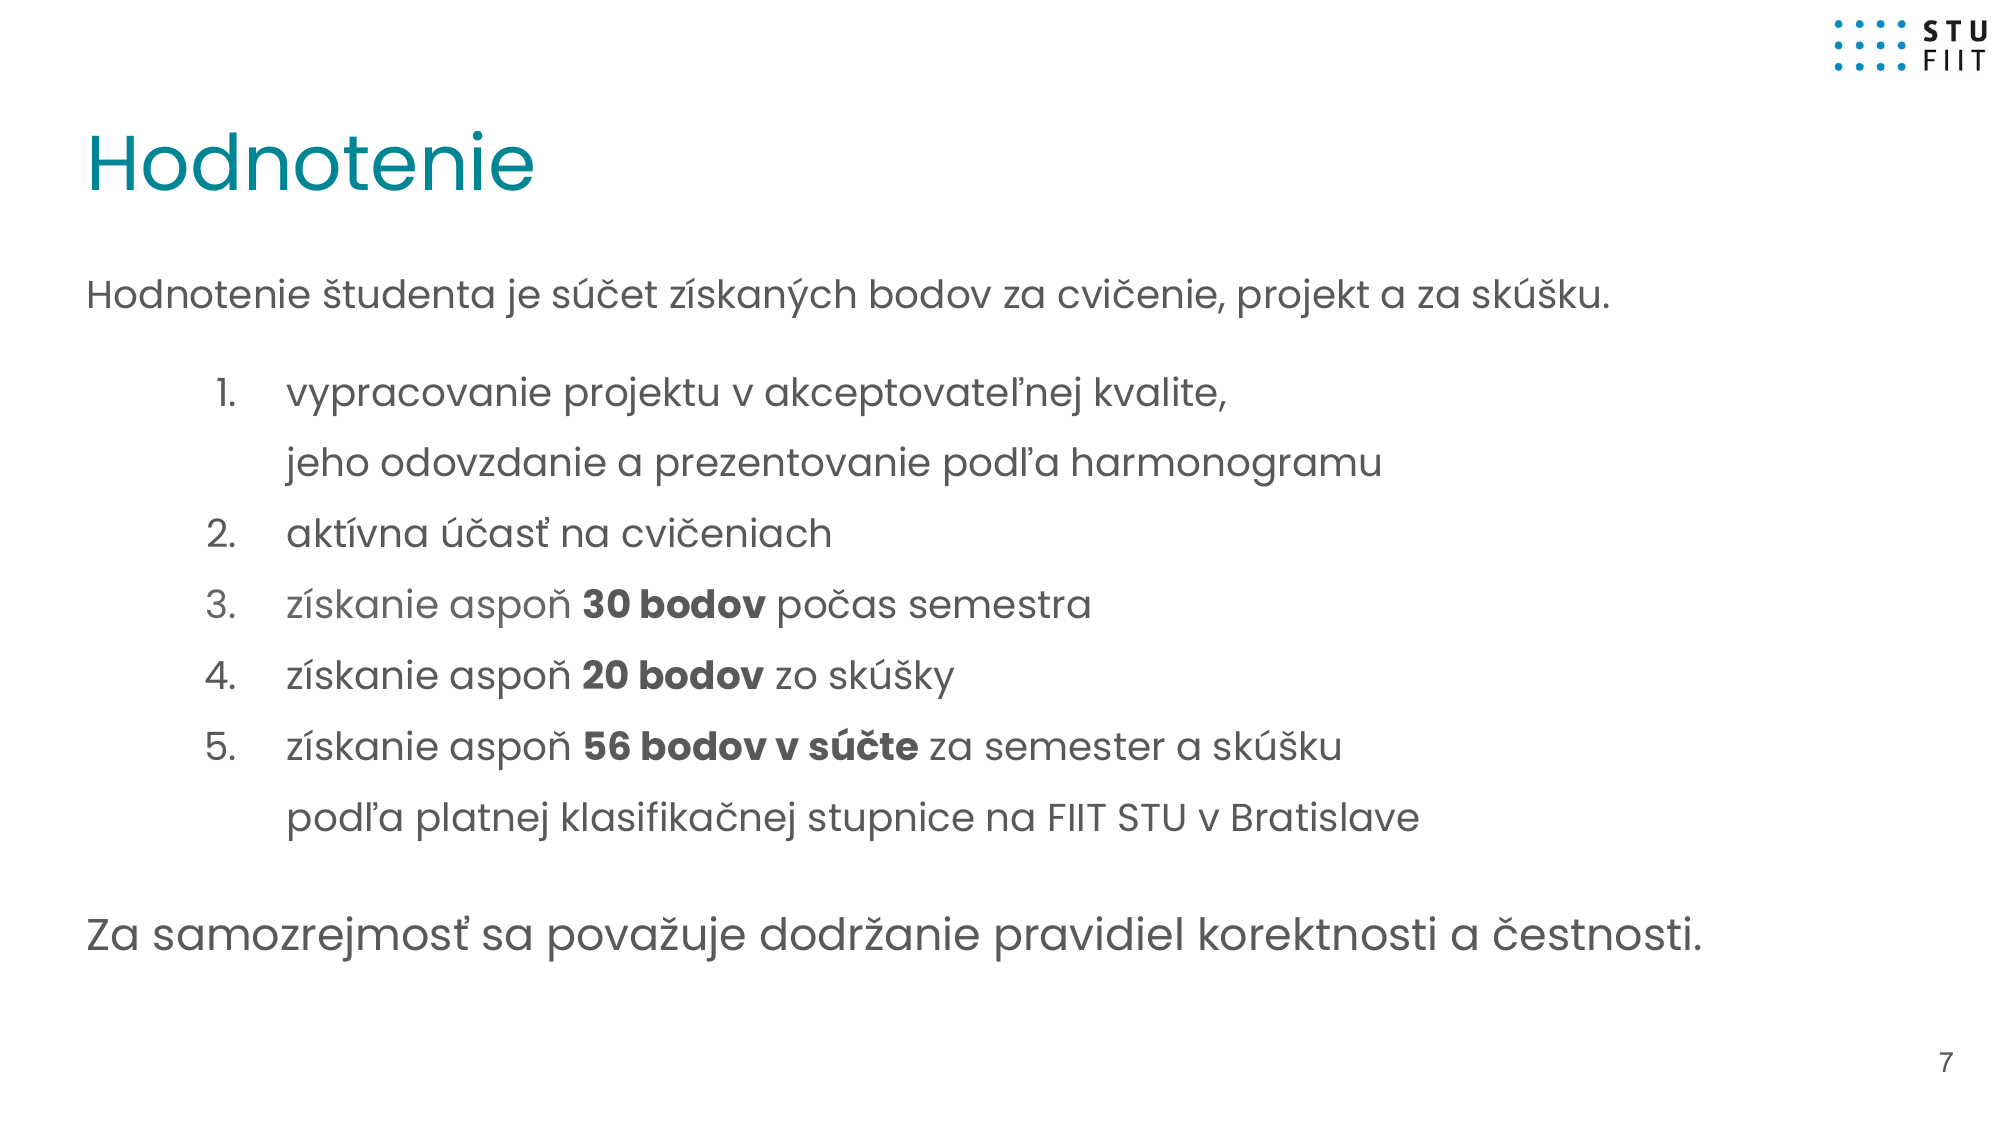 STU
FIIT
Hodnotenie
Hodnotenie študenta je súčet získaných bodov za cvičenie, projekt a za skúšku.
1. vypracovanie projektu v akceptovateľnej kvalite,
jeho odovzdanie a prezentovanie podľa harmonogramu
2. aktívna účasť na cvičeniach
3. získanie aspoň 30 bodov počas semestra
4. získanie aspoň 20 bodov zo skúšky
5. získanie aspoň 56 bodov v súčte za semester a skúšku
podľa platnej klasifikačnej stupnice na FIIT STU v Bratislave
Za samozrejmosť sa považuje dodržanie pravidiel korektnosti a čestnosti.
7